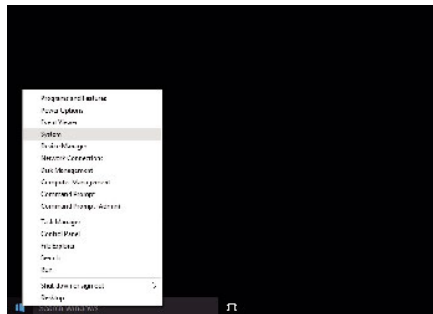 Programs and Features
Power Options
Event Viewer
System
Device Manager
Network Connections
Disk Management
Computer Management
Command Prompt
Command Prompt (Admin)
Task Manager
Control Panel
File Explorer
Search
Run
Shut down or sign out
Desktop